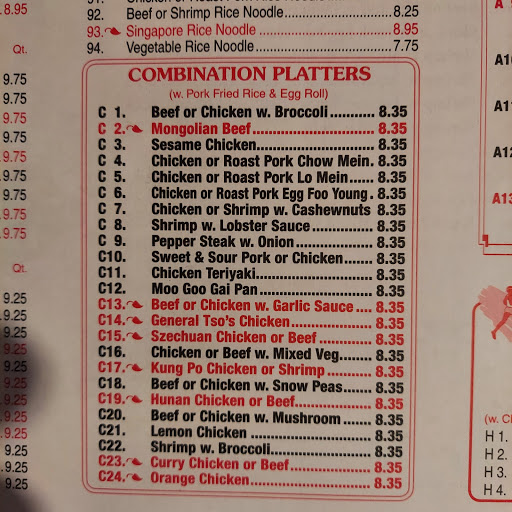 92. Beef or Shrimp Rice Noodle 8.25
93. Singapore Rice Noodle 8.95
94. Vegetable Rice Noodle 7.75
COMBINATION PLATTERS
(w. Pork Fried Rice & Egg Roll)
C 1. Beef or Chicken w. Broccoli 8.35
C 2. Mongolian Beef 8.35
C 3. Sesame Chicken 8.35
C 4. Chicken or Roast Pork Chow Mein. 8.35
C 5. Chicken or Roast Pork Lo Mein 8.35
C 6. Chicken or Roast Pork Egg Foo Young . 8.35
C 7. Chicken or Shrimp w. Cashewnuts 8.35
C 8. Shrimp w. Lobster Sauce 8.35
C 9. Pepper Steak w. Onion 8.35
C10. Sweet & Sour Pork or Chicken 8.35
C11. Chicken Teriyaki 8.35
C12. Moo Goo Gai Pan 8.35
C13. Beef or Chicken w. Garlic Sauce 8.35
C14. General Tso's Chicken 8.35
C15. Szechuan Chicken or Beef 8.35
C16. Chicken or Beef w. Mixed Veg. 8.35
C17. Kung Po Chicken or Shrimp 8.35
C18. Beef or Chicken w. Snow Peas 8.35
C19. Hunan Chicken or Beef 8.35
C20. Beef or Chicken w. Mushroom 8.35
C21. Lemon Chicken 8.35
C22. Shrimp w. Broccoli 8.35
C23. Curry Chicken or Beef 8.35
C24. Orange Chicken 8.35
8.95
Qt.
9.75
9.75
9.75
9.75
9.75
9.75
9.75
9.75
9.75
Qt.
9.25
9.25
9.25
9.25
9.25
9.25
9.25
9.25
9.25
9.25
9.25
9.25
A10
A11
A12
A13
H 1.
H 2.
H 3.
H 4.